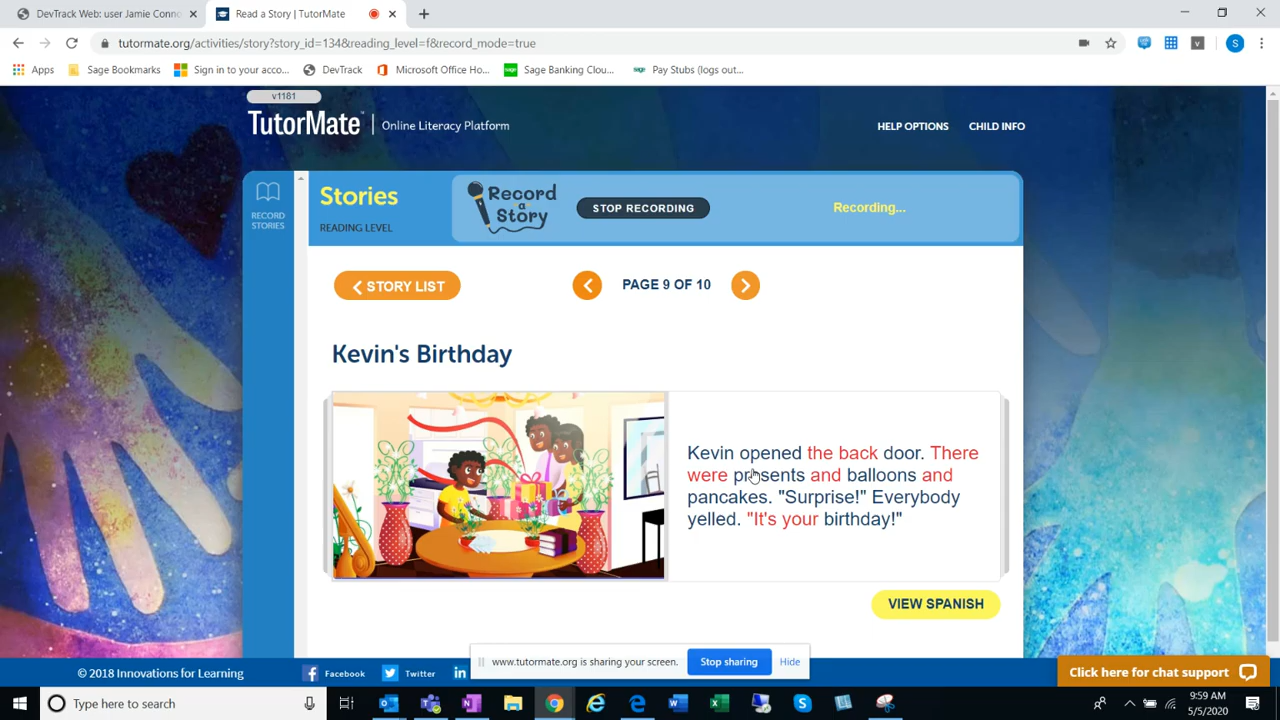 DevTrack Web: user Jamie Conno
Read a Story | TutorMate
tutormate.org/activities/story?story_id=134&reading_level=f&record_mode=true
Apps
Sage Bookmarks
Sign in to your acco...
DevTrack
Microsoft Office Ho...
Sage Banking Clou...
Pay Stubs (logs out...
v1181
TutorMate | Online Literacy Platform
HELP OPTIONS
CHILD INFO
RECORD
STORIES
Stories
READING LEVEL
Record
a
Story
STOP RECORDING
Recording...
STORY LIST
PAGE 9 OF 10
Kevin's Birthday
Kevin opened the back door. There
were presents and balloons and
pancakes. "Surprise!" Everybody
yelled. "It's your birthday!"
VIEW SPANISH
www.tutormate.org is sharing your screen.
Stop sharing
Hide
© 2018 Innovations for Learning
Facebook
Twitter
Click here for chat support
Type here to search
9:59 AM
5/5/2020